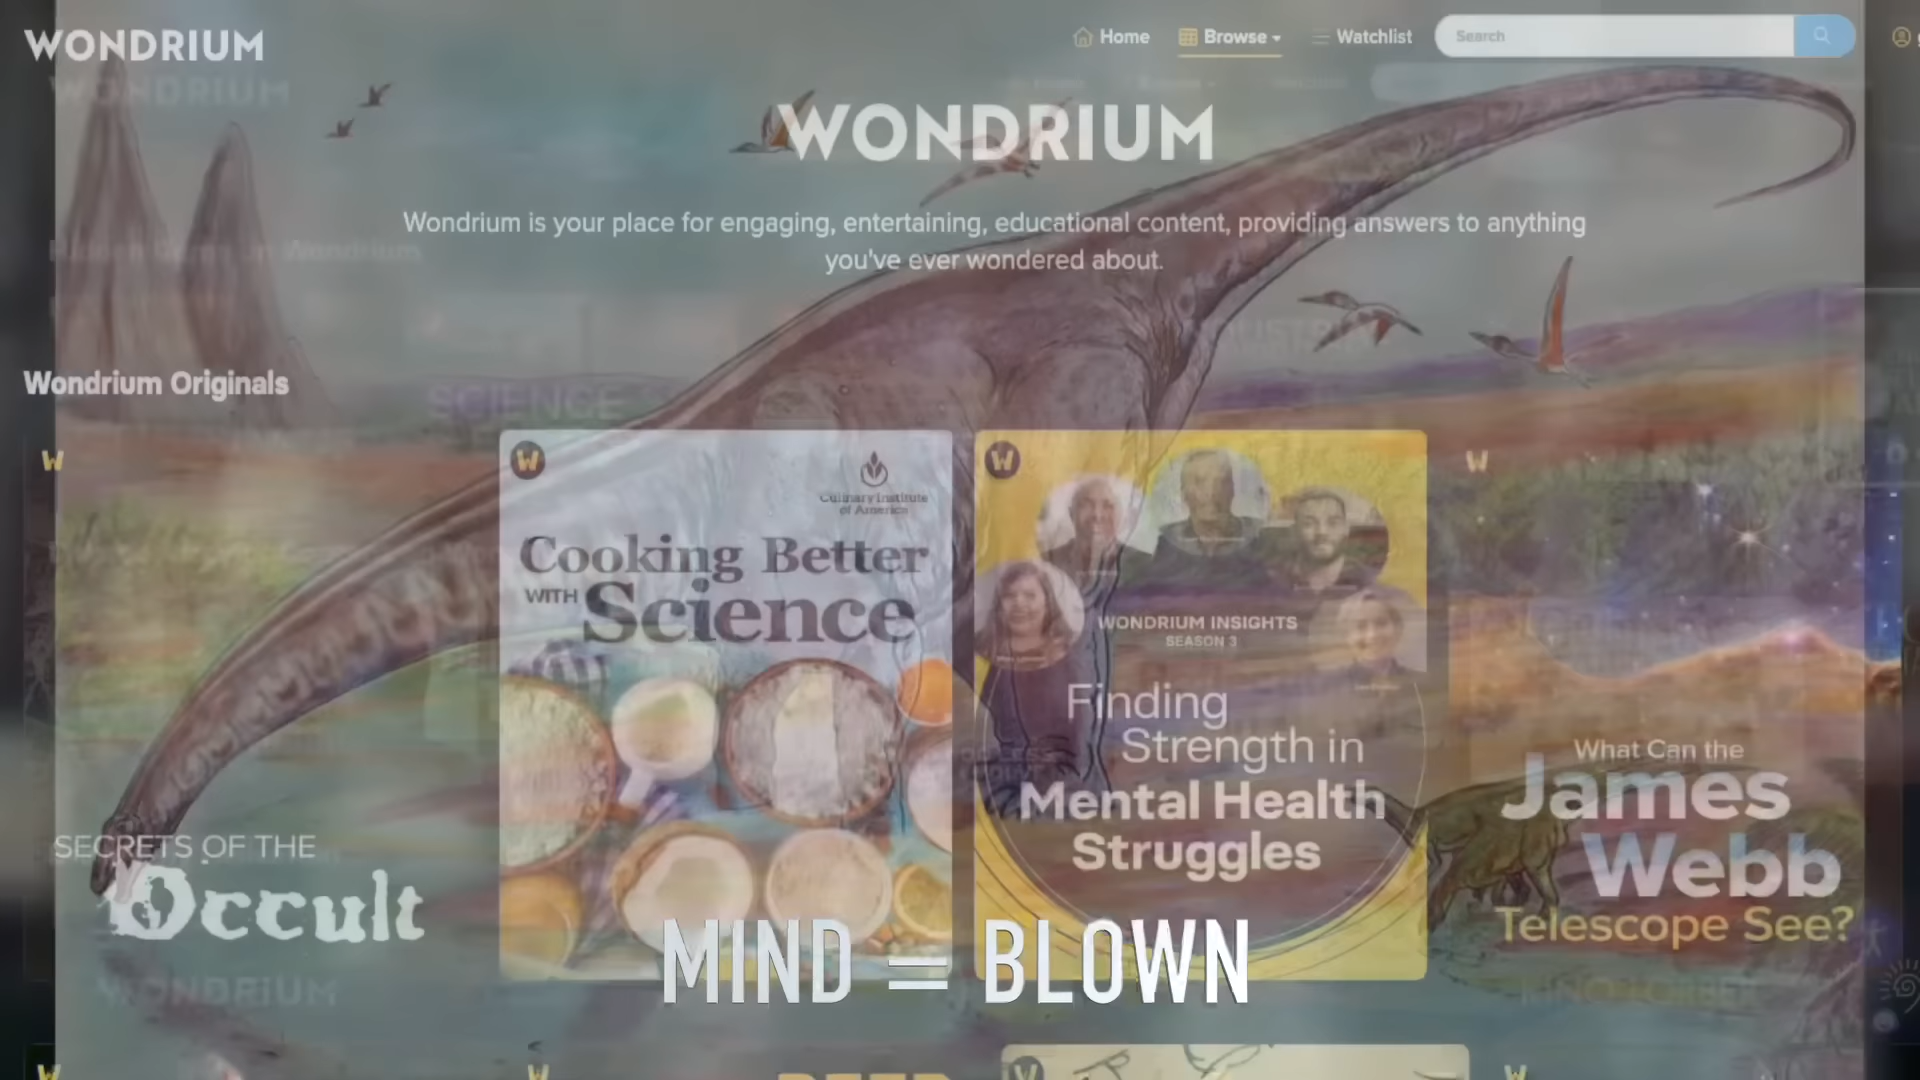 WONDRIUM
Home
Browse
Watchlist
Search
WONDRIUM
WONDRIUM
Wondrium is your place for engaging, entertaining, educational content, providing answers to anything
you've ever wondered about.
Wondrium Originals
SCIENCE
W
W
Culinary Institute
of America
Cooking Better
WITH Science
W
WONDRIUM INSIGHTS
SEASON 3
Finding
Strength in
Mental Health
Struggles
W
What Can the
James
Webb
Telescope See?
SECRETS OF THE
Occult
WONDRIUM
MIND = BLOWN
W
W
W
W